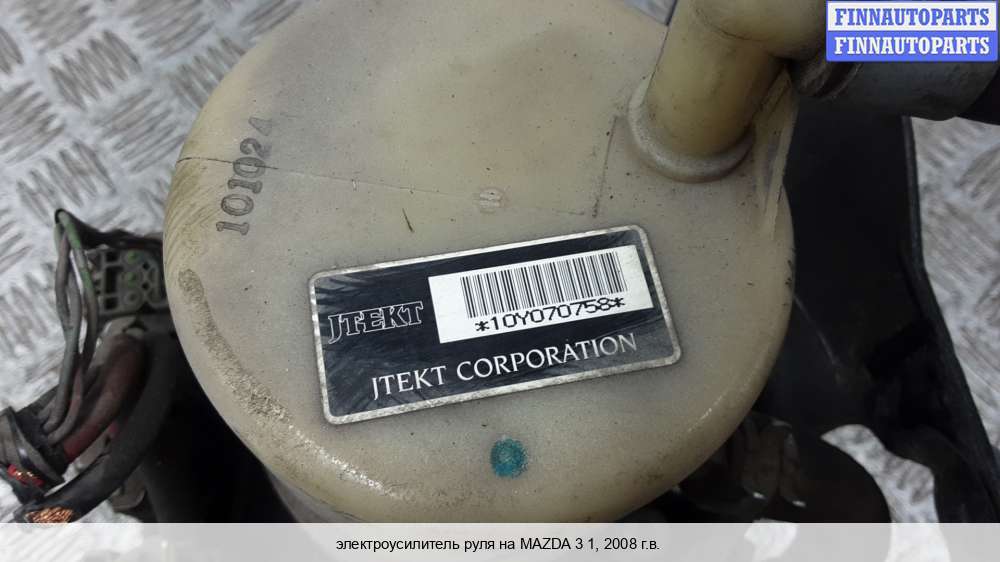 FINNAUTOPARTS
FINNAUTOPARTS
101024
JTEKT
*10Y070758*
JTEKT CORPORATION
электроусилитель руля на MAZDA 3 1, 2008 г.в.